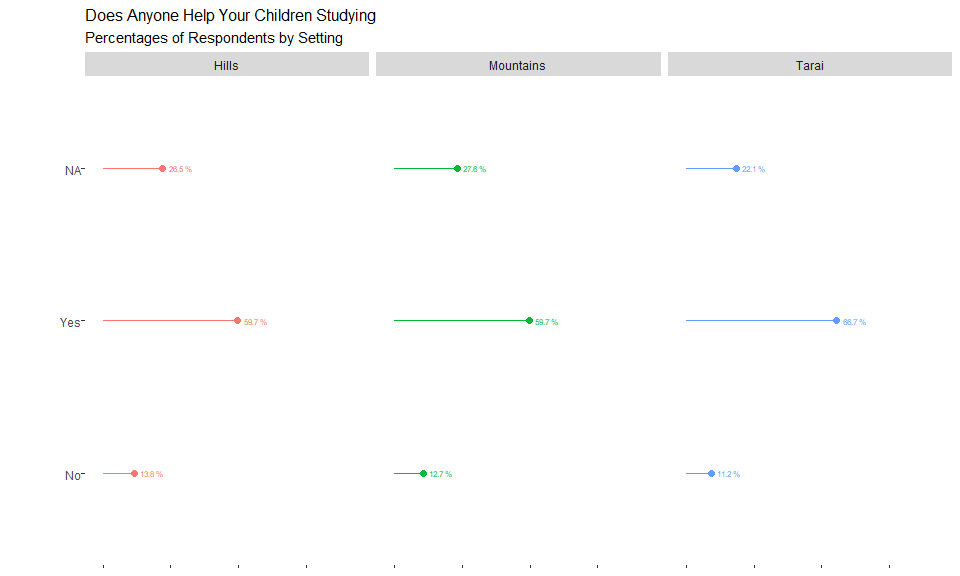 Does Anyone Help Your Children Studying
Percentages of Respondents by Setting
Hills Mountains Tarai
NA 26.5 % 27.6 % 22.1 %
Yes 59.7 % 59.7 % 66.7 %
No 13.8 % 12.7 % 11.2 %